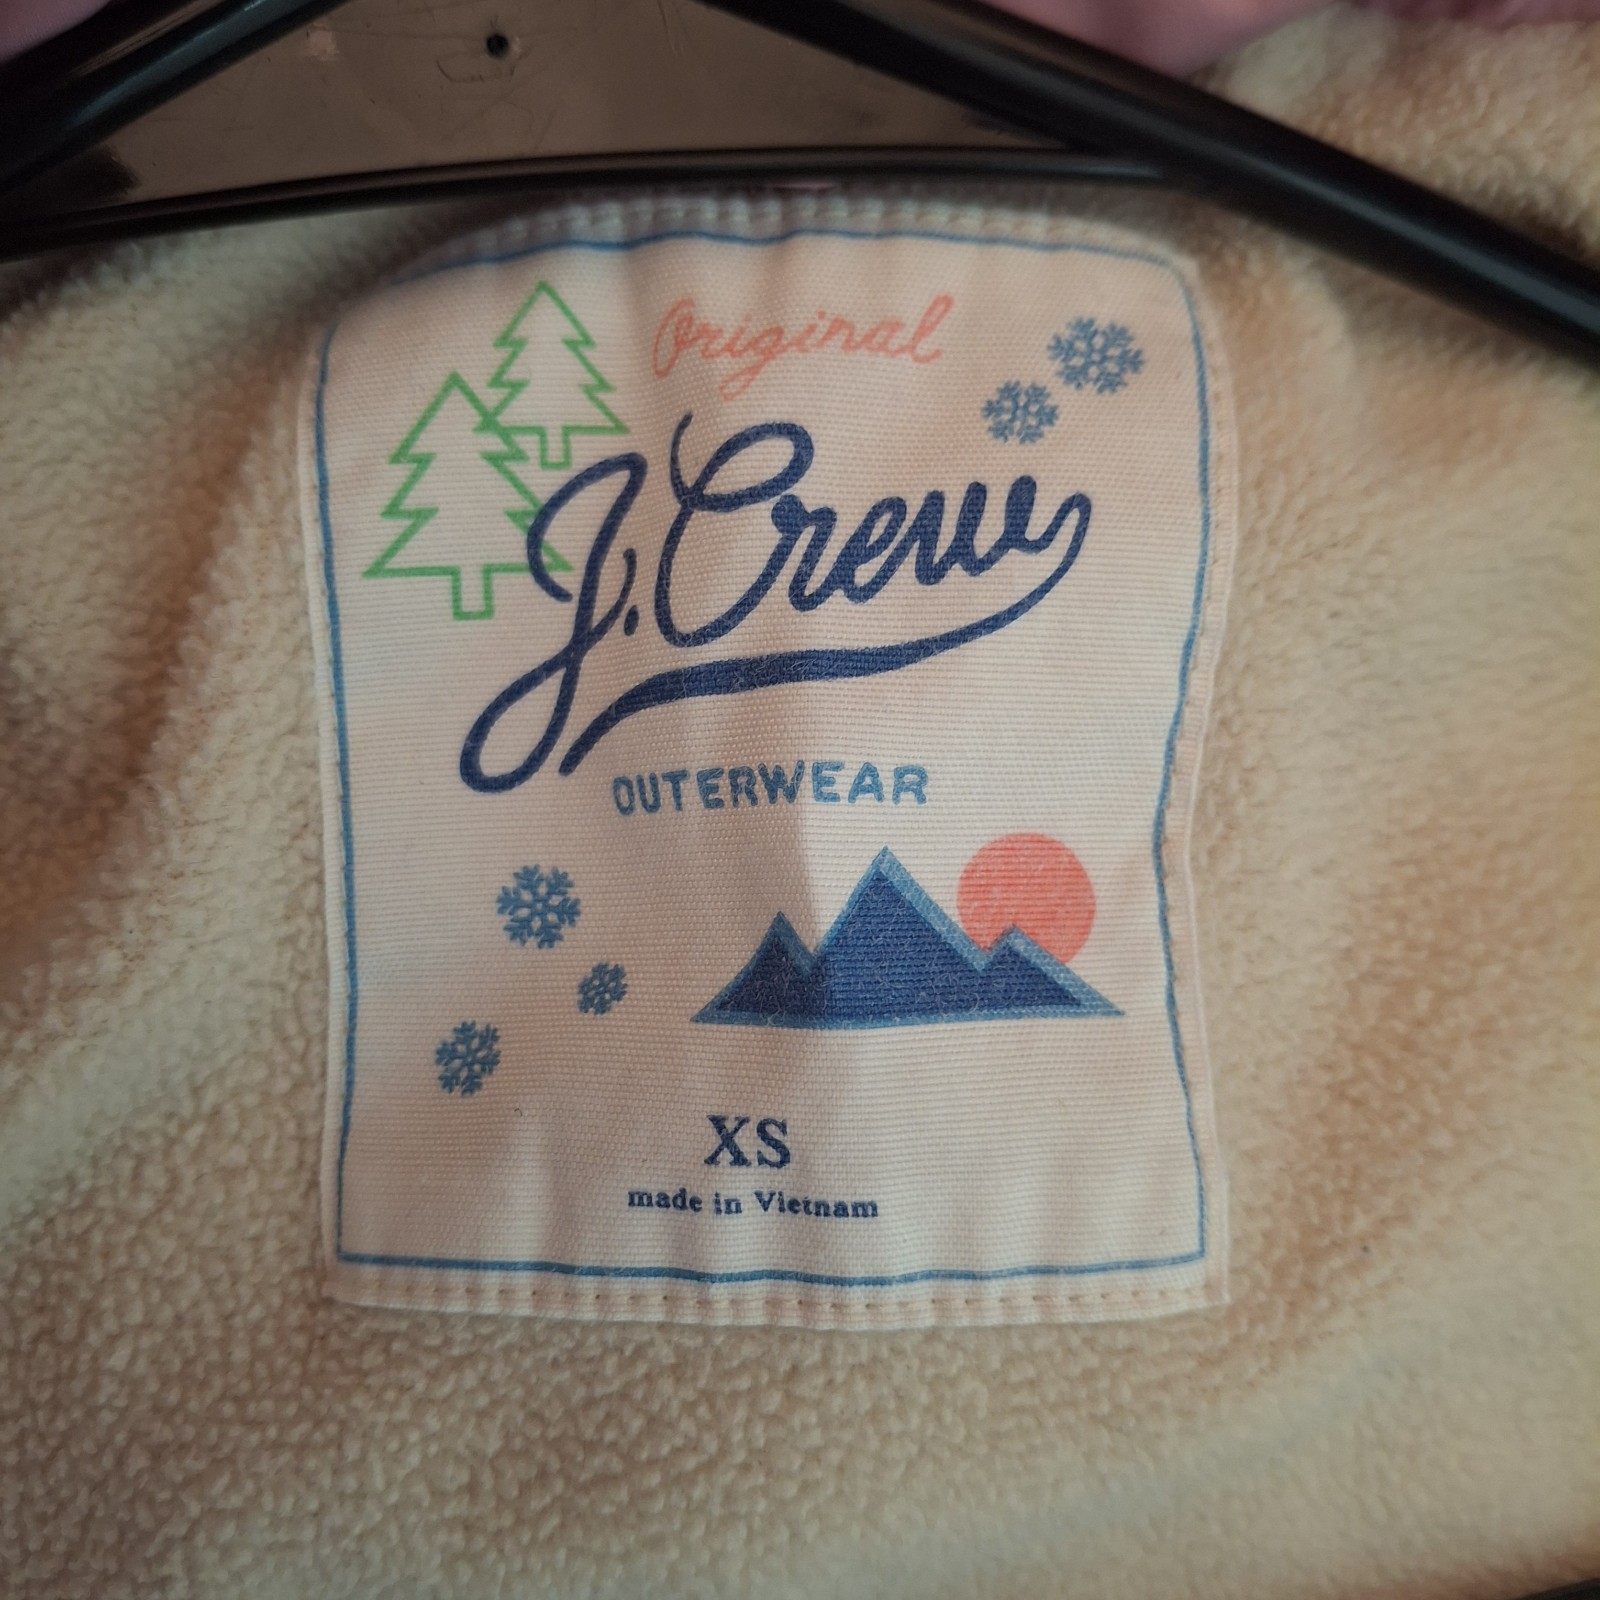 Original
J.Crew
OUTERWEAR
XS
made in Vietnam